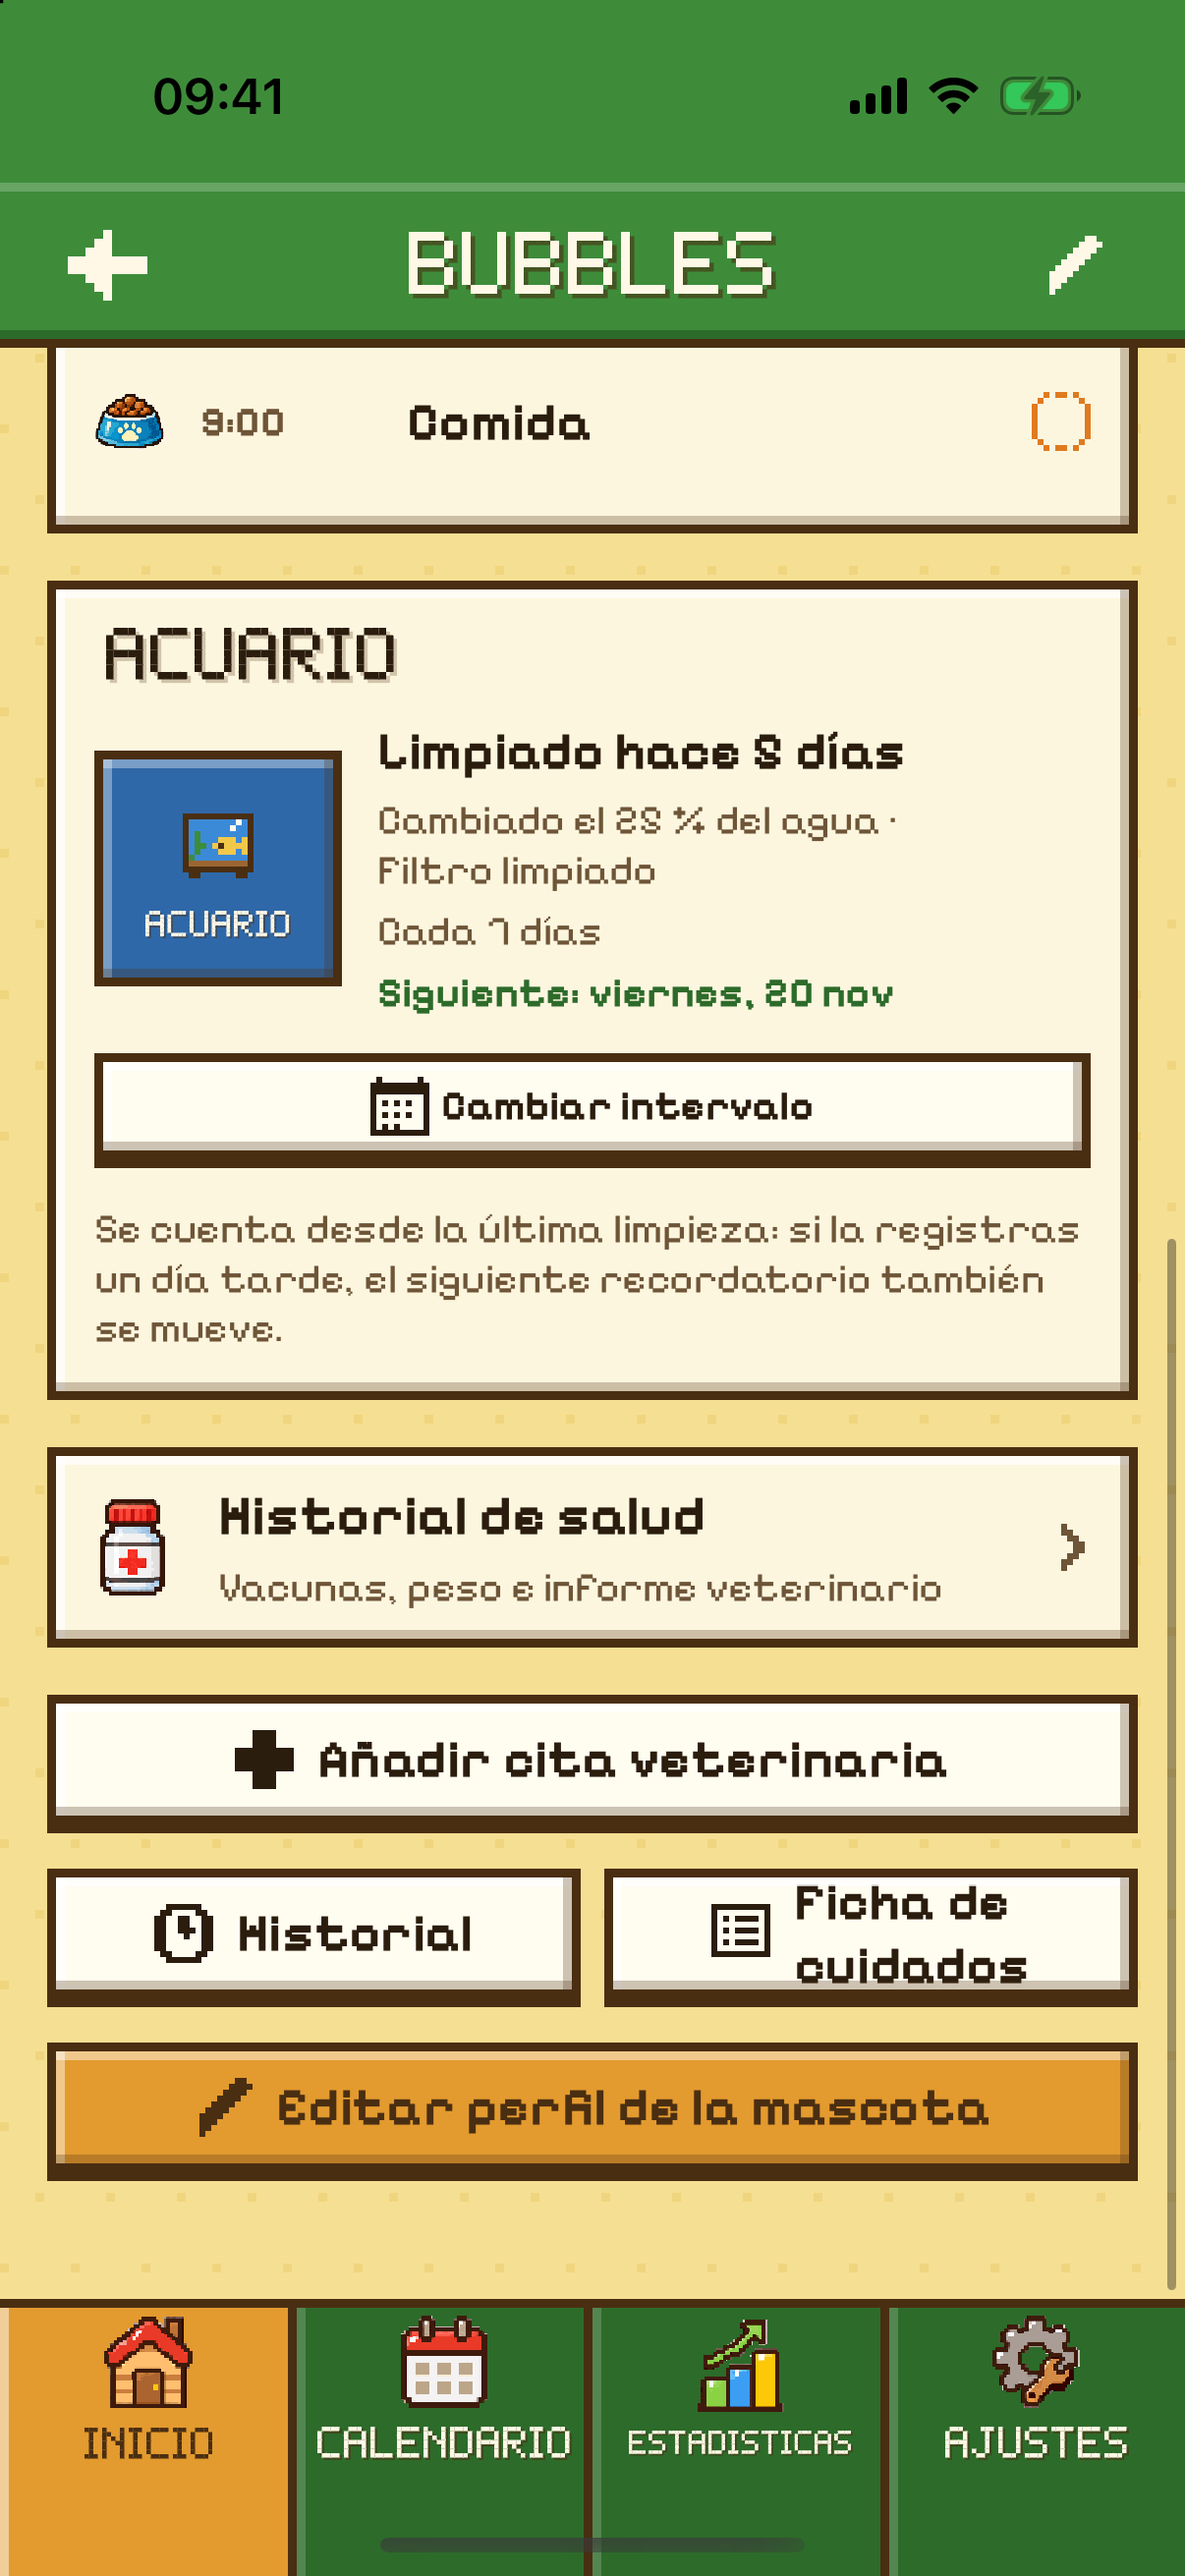 09:41
BUBBLES
9:00 Comida
ACUARIO
Limpiado hace 5 días
Cambiado el 25 % del agua ·
Filtro limpiado
Cada 7 días
Siguiente: viernes, 20 nov
ACUARIO
Cambiar intervalo
Se cuenta desde la última limpieza: si la registras
un día tarde, el siguiente recordatorio también
se mueve.
Historial de salud
Vacunas, peso e informe veterinario
Añadir cita veterinaria
Historial
Ficha de
cuidados
Editar perfil de la mascota
INICIO CALENDARIO ESTADISTICAS AJUSTES